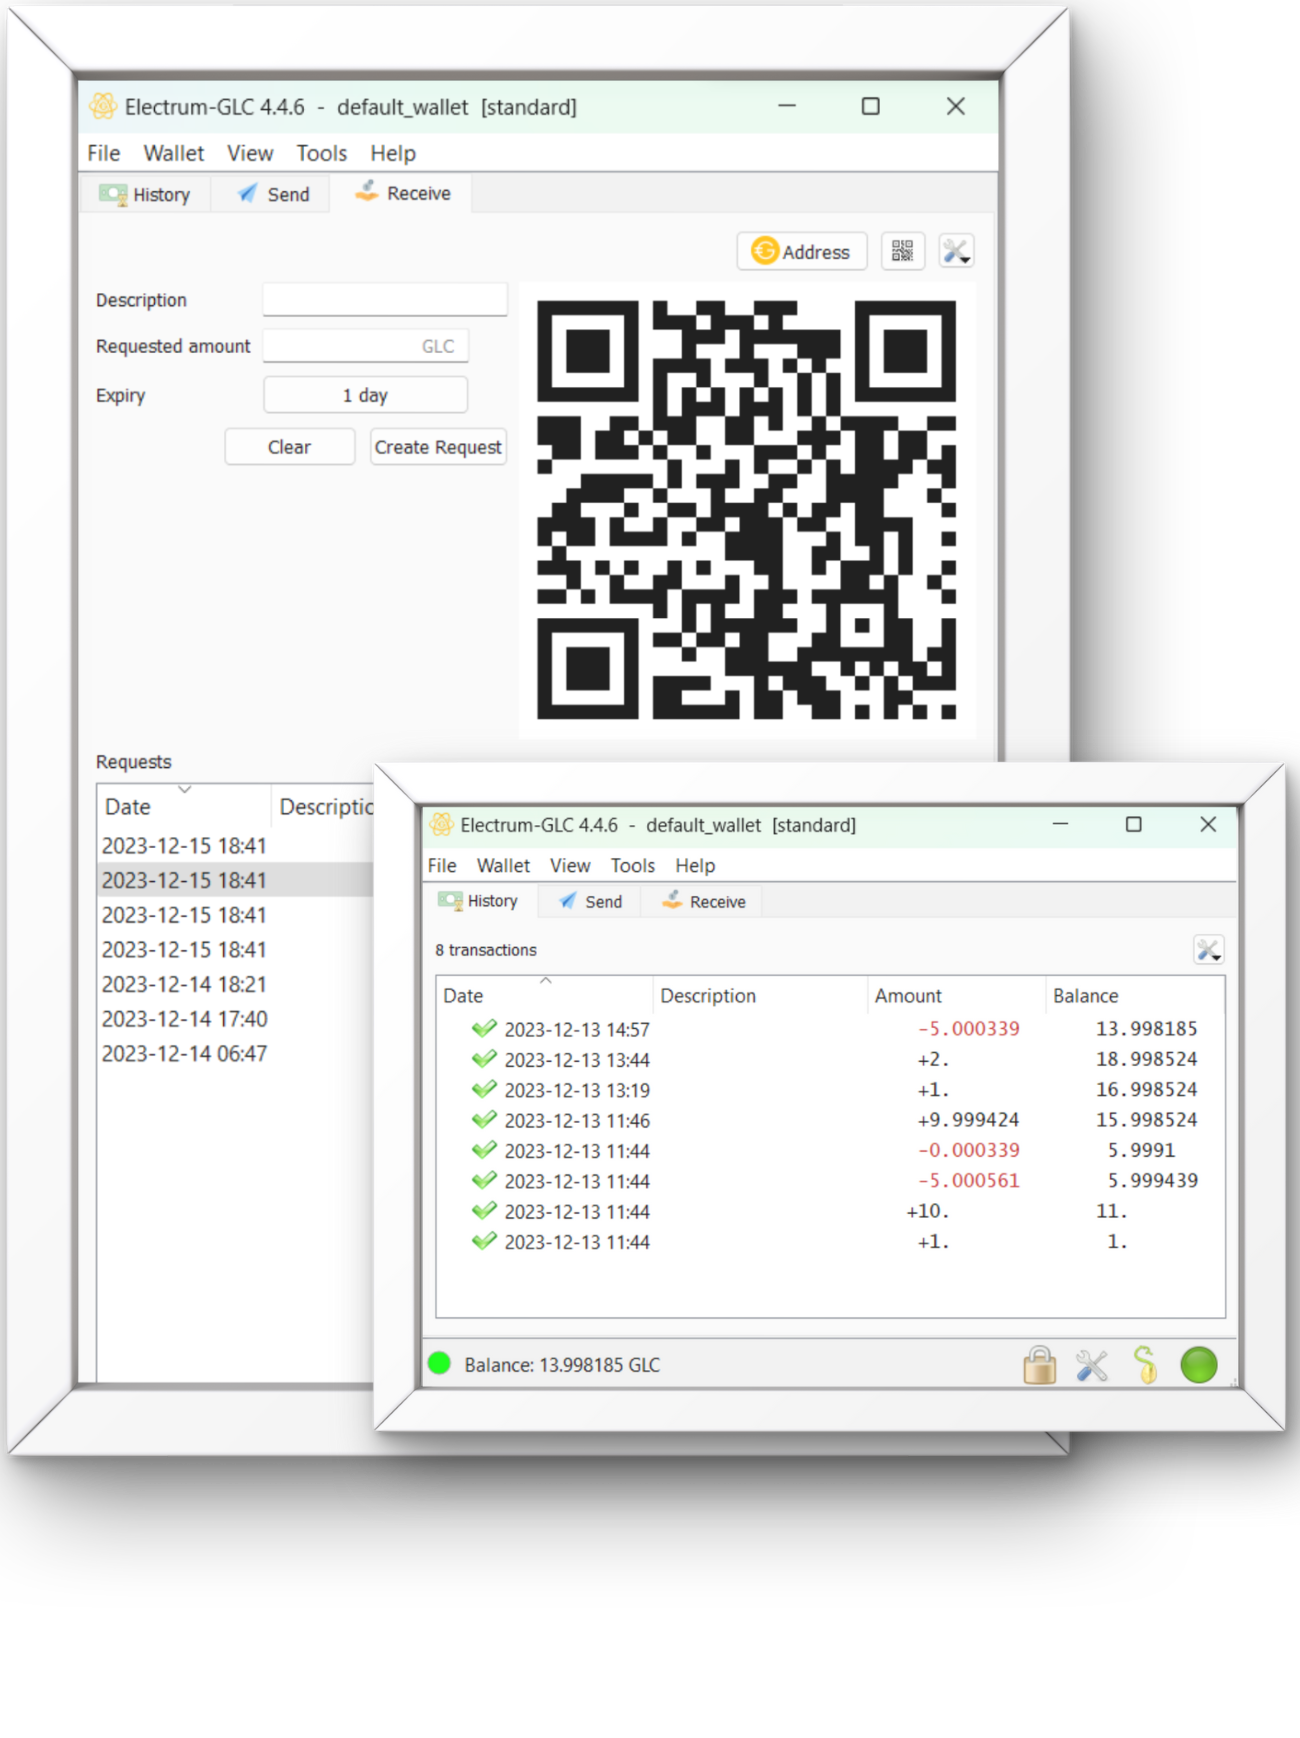 Electrum-GLC 4.4.6 - default_wallet [standard]
File Wallet View Tools Help
History Send Receive
Address
Description
Requested amount GLC
Expiry 1 day
Clear Create Request
Requests
Date
2023-12-15 18:41
2023-12-15 18:41
2023-12-15 18:41
2023-12-15 18:41
2023-12-14 18:21
2023-12-14 17:40
2023-12-14 06:47
Electrum-GLC 4.4.6 - default_wallet [standard]
File Wallet View Tools Help
History Send Receive
8 transactions
Date Description Amount Balance
2023-12-13 14:57 -5.000339 13.998185
2023-12-13 13:44 +2. 18.998524
2023-12-13 13:19 +1. 16.998524
2023-12-13 11:46 +9.999424 15.998524
2023-12-13 11:44 -0.000339 5.9991
2023-12-13 11:44 -5.000561 5.999439
2023-12-13 11:44 +10. 11.
2023-12-13 11:44 +1. 1.
Balance: 13.998185 GLC